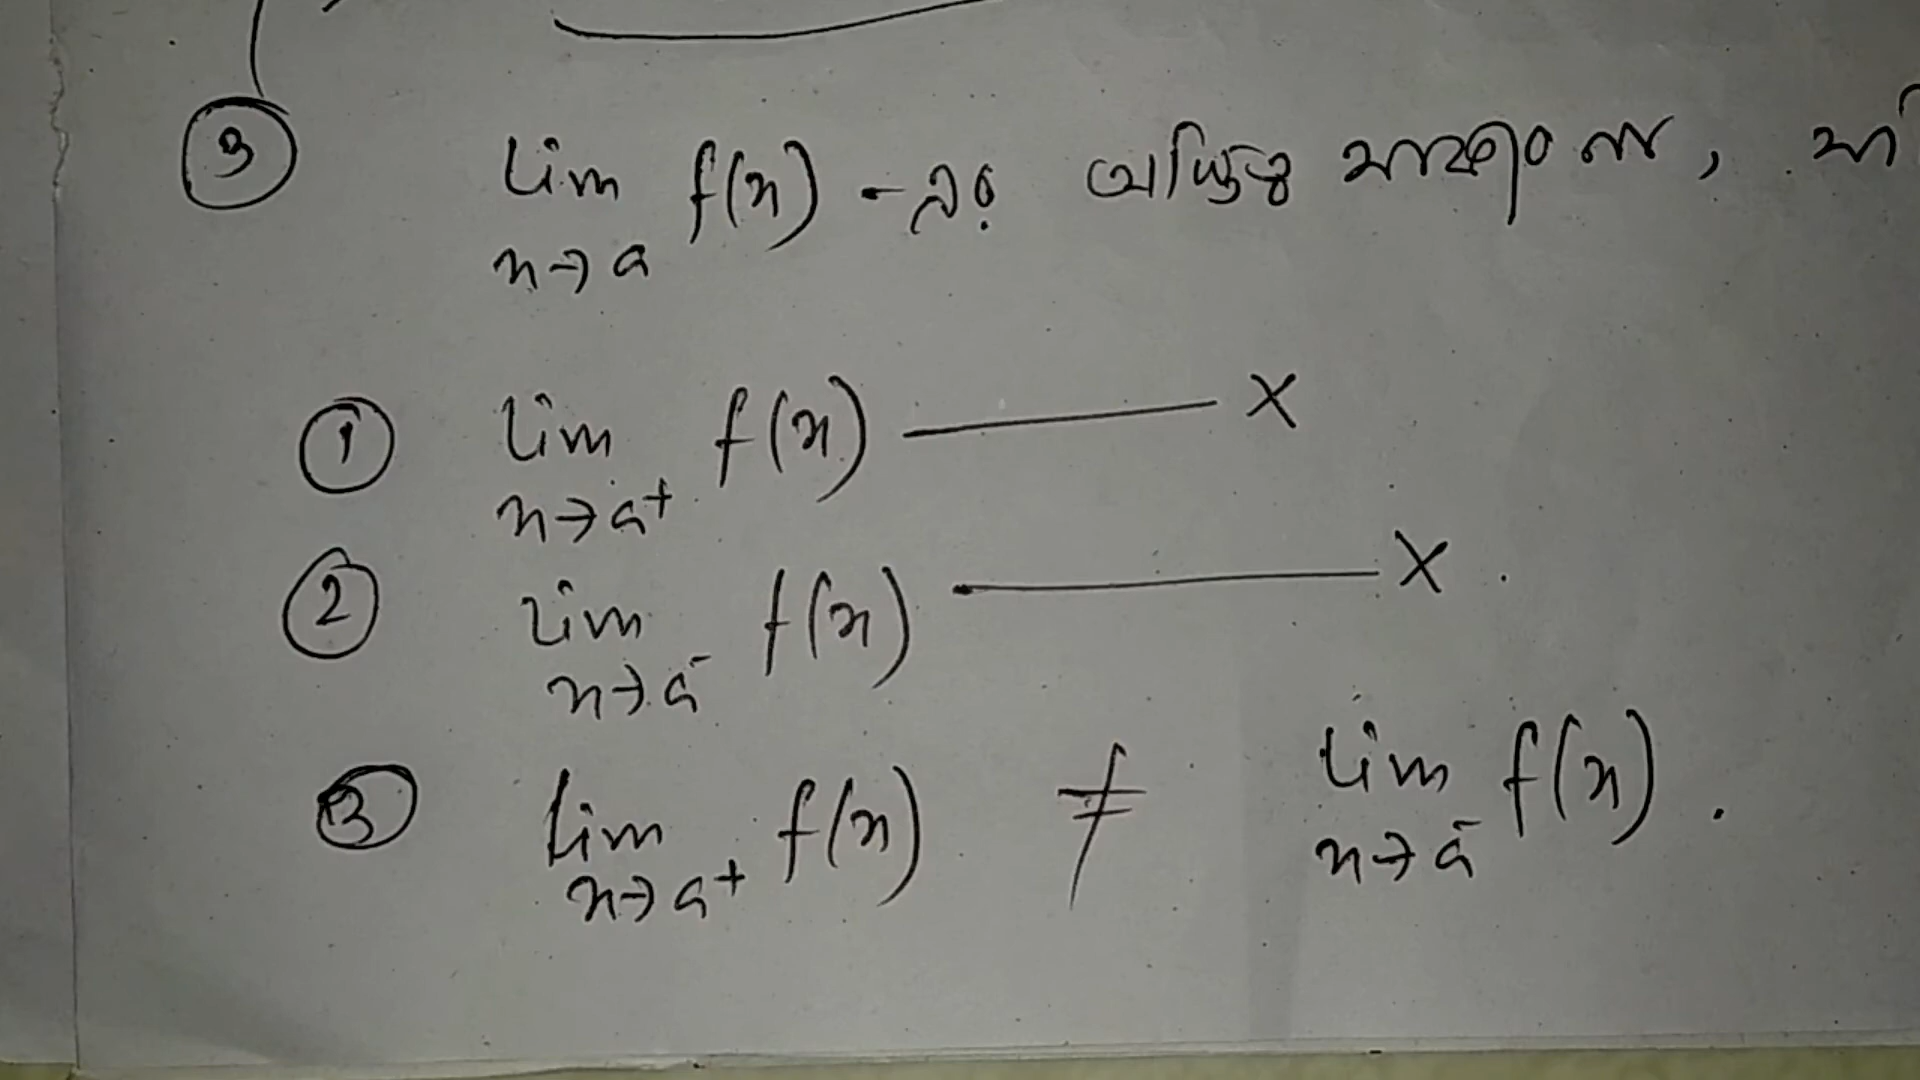 ③ lim f(x) -এর অস্তিত্ব থাকবে না,
x→a
① lim f(x) —— X
x→a+
② lim f(x) —— X.
x→a-
③ lim f(x) ≠ lim f(x).
x→a+ x→a-